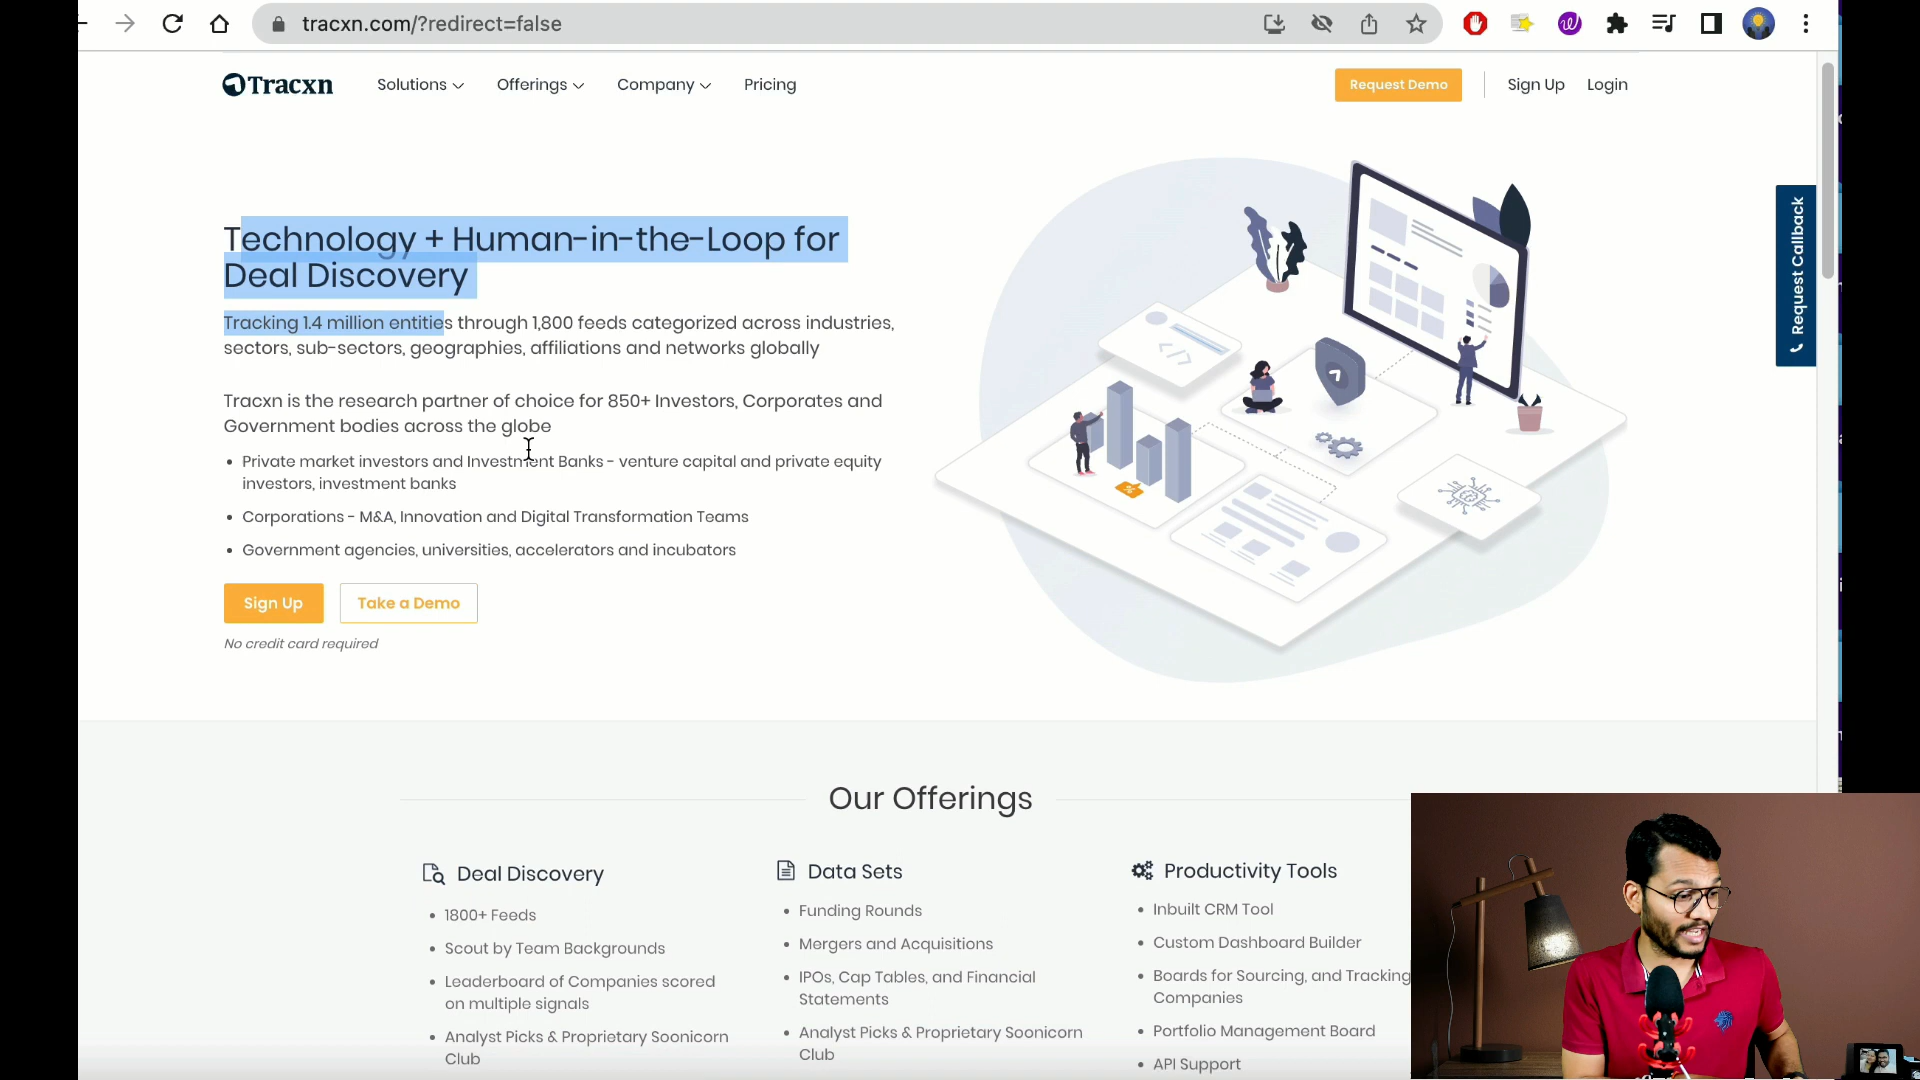 tracxn.com/?redirect=false
Tracxn
Solutions
Offerings
Company
Pricing
Request Demo
Sign Up
Login
Request Callback
Technology + Human-in-the-Loop for
Deal Discovery
Tracking 1.4 million entities through 1,800 feeds categorized across industries,
sectors, sub-sectors, geographies, affiliations and networks globally
Tracxn is the research partner of choice for 850+ Investors, Corporates and
Government bodies across the globe
• Private market investors and Investment Banks - venture capital and private equity
investors, investment banks
• Corporations - M&A, Innovation and Digital Transformation Teams
• Government agencies, universities, accelerators and incubators
Sign Up
Take a Demo
No credit card required
Our Offerings
Deal Discovery
• 1800+ Feeds
• Scout by Team Backgrounds
• Leaderboard of Companies scored
on multiple signals
• Analyst Picks & Proprietary Soonicorn
Club
Data Sets
• Funding Rounds
• Mergers and Acquisitions
• IPOs, Cap Tables, and Financial
Statements
• Analyst Picks & Proprietary Soonicorn
Club
Productivity Tools
• Inbuilt CRM Tool
• Custom Dashboard Builder
• Boards for Sourcing, and Tracking
Companies
• Portfolio Management Board
• API Support